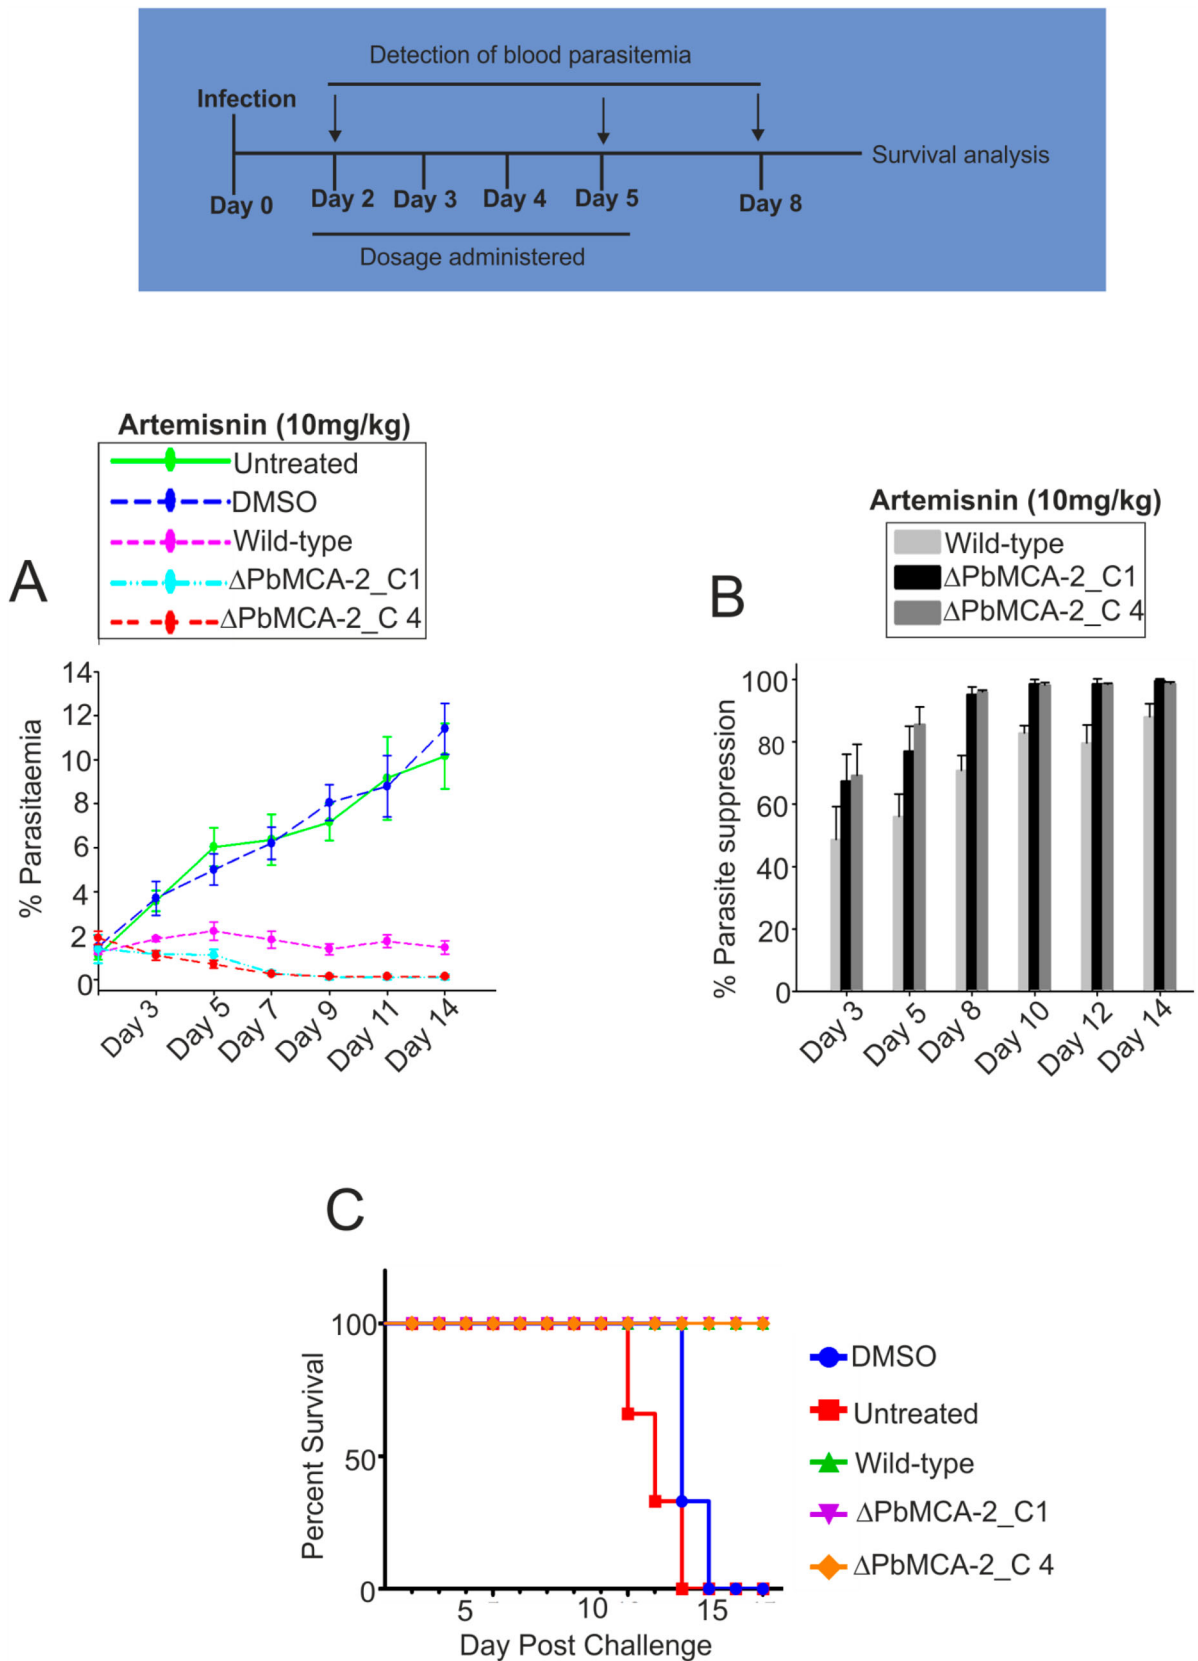 Detection of blood parasitemia
Infection
Survival analysis
Day 0
Day 2
Day 3
Day 4
Day 5
Day 8
Dosage administered
A
Artemisnin (10mg/kg)
Untreated
DMSO
Wild-type
ΔPbMCA-2_C1
ΔPbMCA-2_C 4
% Parasitaemia
14
12
10
8
6
4
2
0
Day 3
Day 5
Day 7
Day 9
Day 11
Day 14
B
Artemisnin (10mg/kg)
Wild-type
ΔPbMCA-2_C1
ΔPbMCA-2_C 4
% Parasite suppression
100
80
60
40
20
0
Day 3
Day 5
Day 8
Day 10
Day 12
Day 14
C
Percent Survival
100
50
0
5
10
15
Day Post Challenge
DMSO
Untreated
Wild-type
ΔPbMCA-2_C1
ΔPbMCA-2_C 4